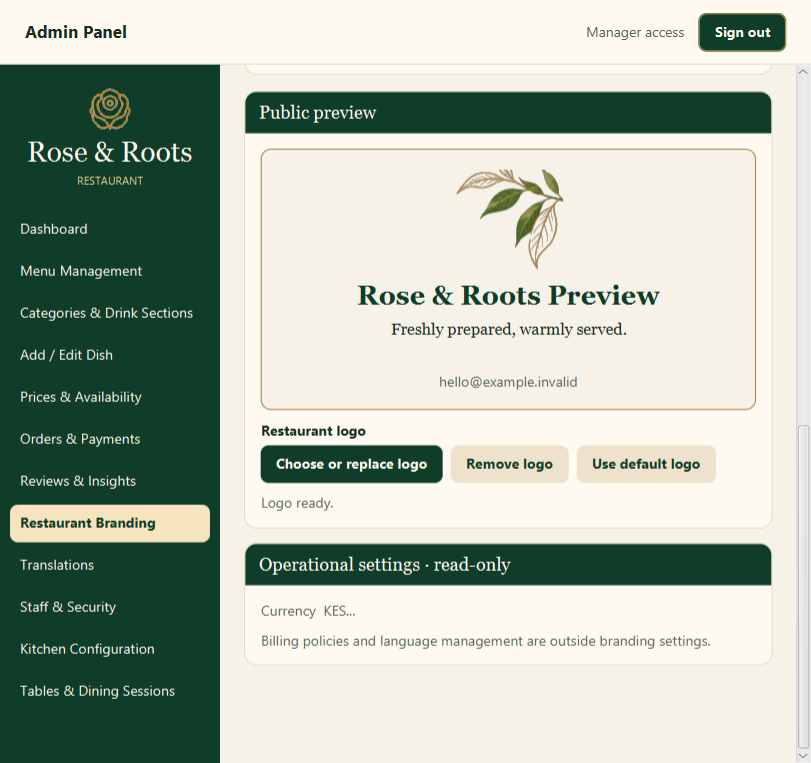 Admin Panel
Manager access
Sign out
Rose & Roots
RESTAURANT
Dashboard
Menu Management
Categories & Drink Sections
Add / Edit Dish
Prices & Availability
Orders & Payments
Reviews & Insights
Restaurant Branding
Translations
Staff & Security
Kitchen Configuration
Tables & Dining Sessions
Public preview
Rose & Roots Preview
Freshly prepared, warmly served.
hello@example.invalid
Restaurant logo
Choose or replace logo
Remove logo
Use default logo
Logo ready.
Operational settings · read-only
Currency KES...
Billing policies and language management are outside branding settings.